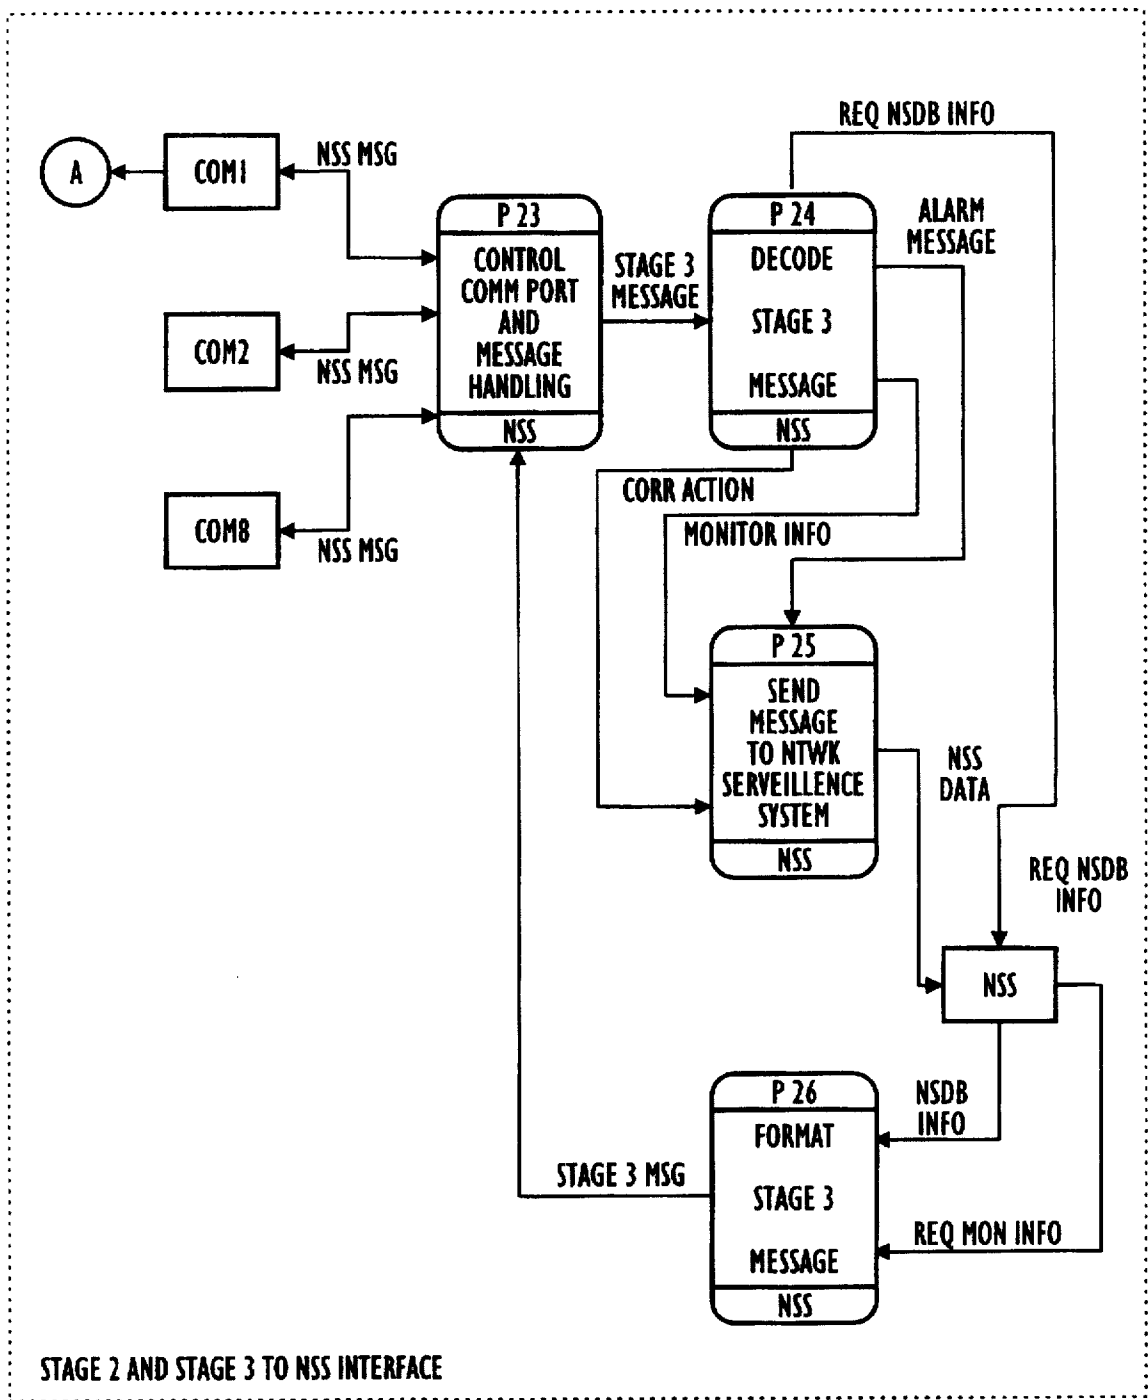 REQ NSDB INFO
A
COM1
NSS MSG
P 23
CONTROL
COMM PORT
AND
MESSAGE
HANDLING
NSS
STAGE 3
MESSAGE
P 24
DECODE
STAGE 3
MESSAGE
NSS
ALARM
MESSAGE
COM2
NSS MSG
COM8
NSS MSG
CORR ACTION
MONITOR INFO
P 25
SEND
MESSAGE
TO NTWK
SERVEILLENCE
SYSTEM
NSS
NSS
DATA
REQ NSDB
INFO
NSS
P 26
FORMAT
STAGE 3
MESSAGE
NSS
NSDB
INFO
STAGE 3 MSG
REQ MON INFO
STAGE 2 AND STAGE 3 TO NSS INTERFACE